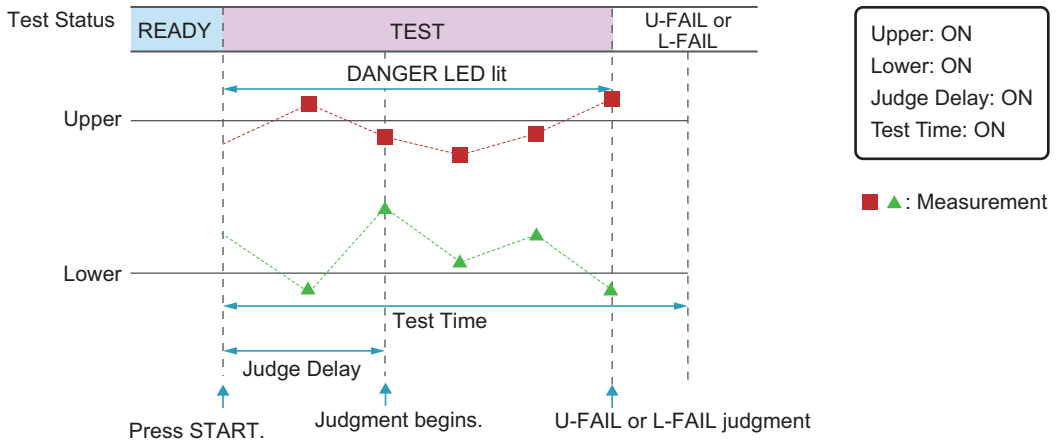 Test Status
READY
TEST
U-FAIL or
L-FAIL
DANGER LED lit
Upper
Lower
Test Time
Judge Delay
Press START.
Judgment begins.
U-FAIL or L-FAIL judgment
Upper: ON
Lower: ON
Judge Delay: ON
Test Time: ON
: Measurement